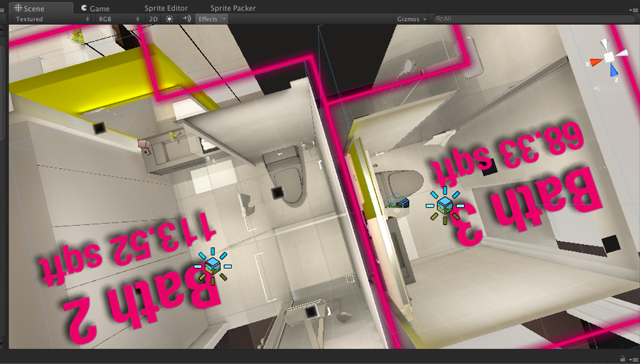 Scene
Game
Sprite Editor
Sprite Packer
Textured
RGB
2D
Effects
Gizmos
All
Bath 2
113.52 sqft
Bath 3
68.33 sqft